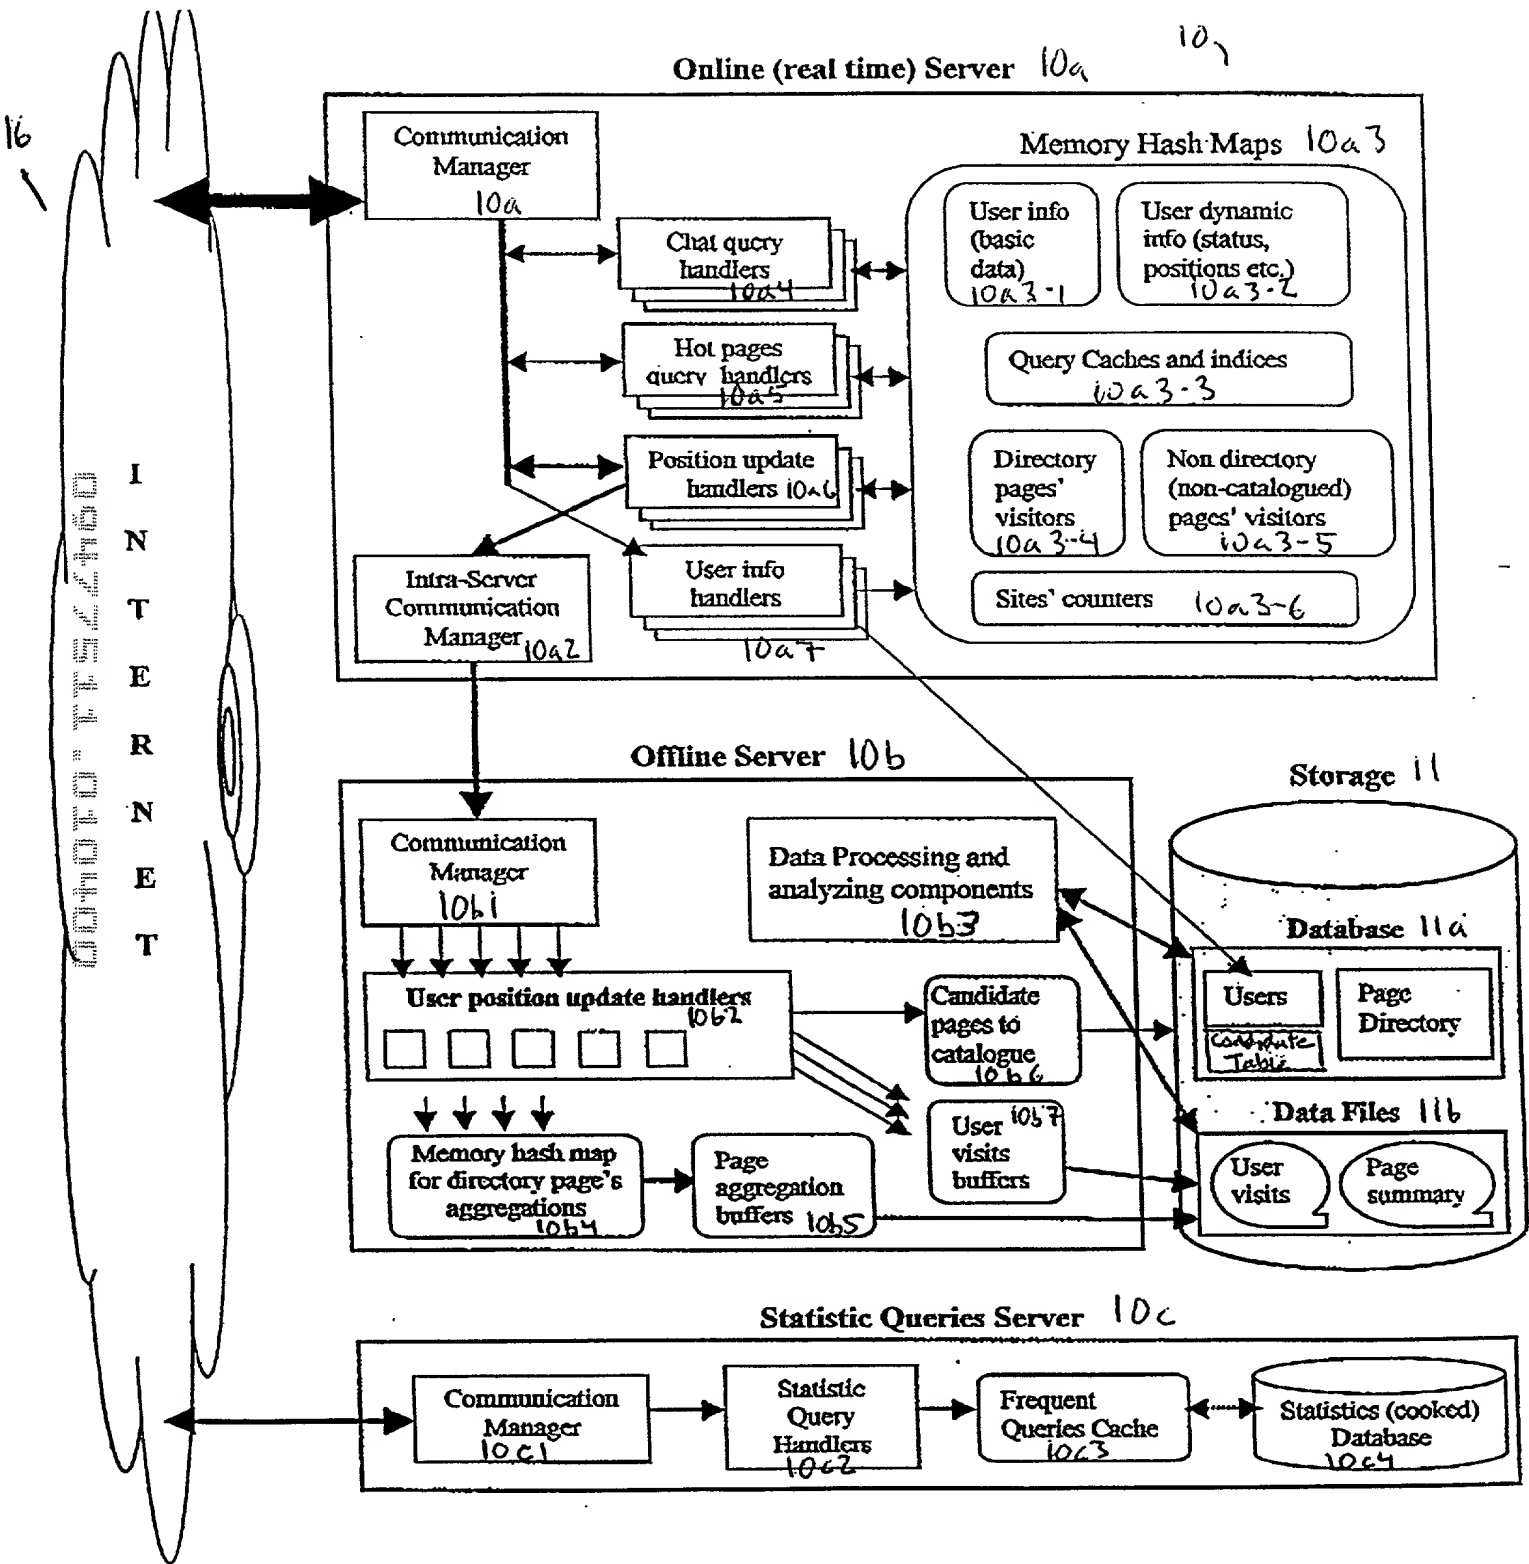 10
Online (real time) Server 10a
16
Communication
Manager
10a
Memory Hash Maps 10a3
User info
(basic
data)
10a3-1
User dynamic
info (status,
positions etc.)
10a3-2
Chat query
handlers
10a4
Hot pages
query handlers
10a5
Query Caches and indices
10a3-3
Position update
handlers 10a6
Directory
pages'
visitors
10a3-4
Non directory
(non-catalogued)
pages' visitors
10a3-5
Intra-Server
Communication
Manager 10a2
User info
handlers
10a7
Sites' counters 10a3-6
I
N
T
E
R
N
E
T
Offline Server 10b
Storage 11
Communication
Manager
10b1
Data Processing and
analyzing components
10b3
Database 11a
Users
Candidate
Table
Page
Directory
User position update handlers
10b2
Candidate
pages to
catalogue
10b6
Data Files 11b
User
visits
Page
summary
Memory hash map
for directory page's
aggregations
10b4
Page
aggregation
buffers 10b5
User 10b7
visits
buffers
Statistic Queries Server 10c
Communication
Manager
10c1
Statistic
Query
Handlers
10c2
Frequent
Queries Cache
10c3
Statistics (cooked)
Database
10c4